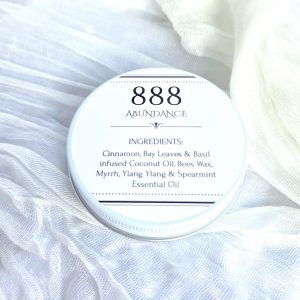 888
ABUNDANCE
INGREDIENTS:
Cinnamon, Bay Leaves & Basil
infused Coconut Oil, Bees Wax,
Myrrh, Ylang Ylang & Spearmint
Essential Oil